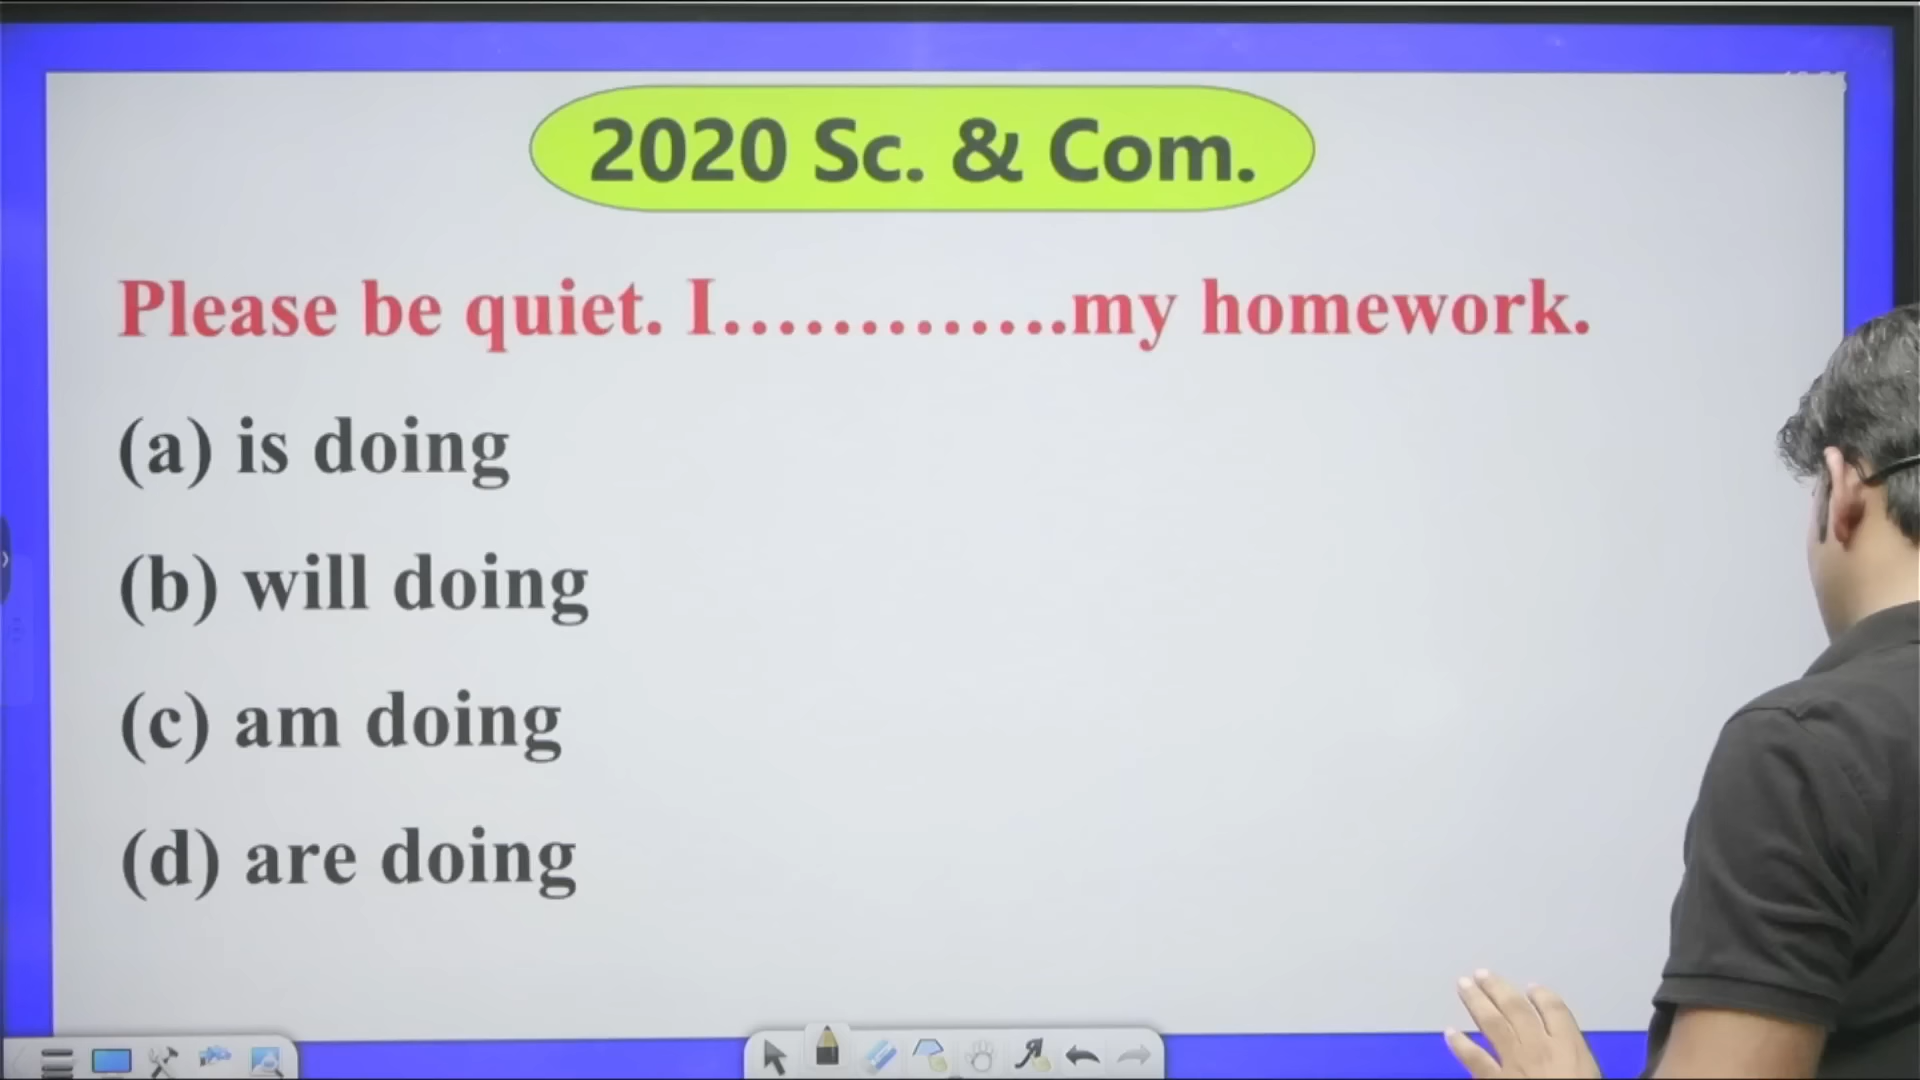 2020 Sc. & Com.
Please be quiet. I.............my homework.
(a) is doing
(b) will doing
(c) am doing
(d) are doing